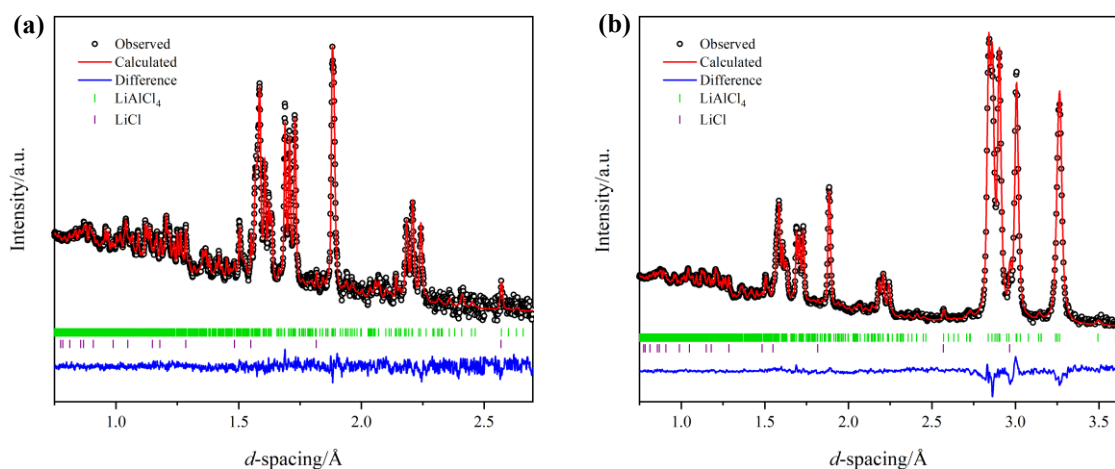 (a)
Observed
Calculated
Difference
LiAlCl₄
LiCl
Intensity/a.u.
1.0 1.5 2.0 2.5
d-spacing/Å
(b)
Observed
Calculated
Difference
LiAlCl₄
LiCl
Intensity/a.u.
1.0 1.5 2.0 2.5 3.0 3.5
d-spacing/Å